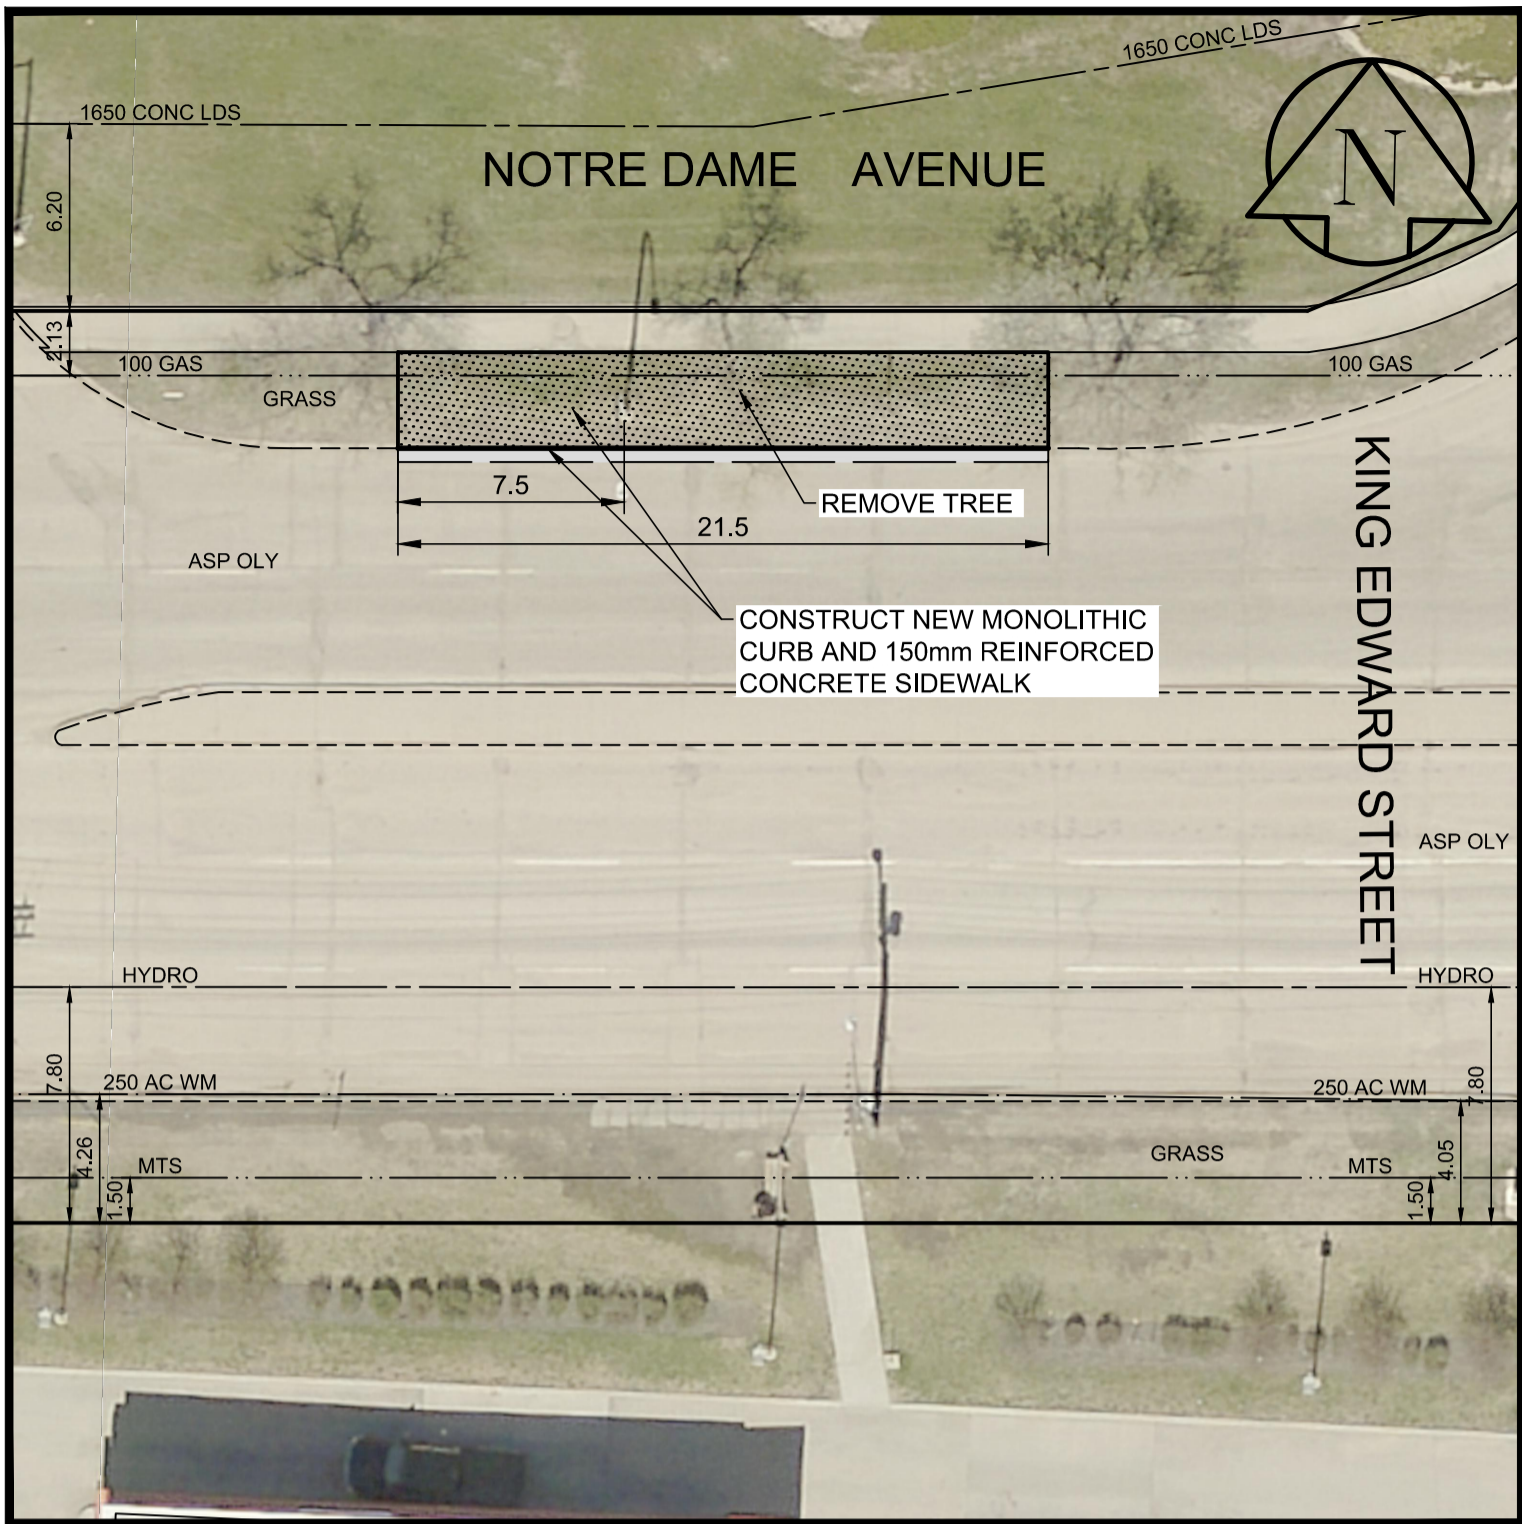 1650 CONC LDS
1650 CONC LDS
N
NOTRE DAME AVENUE
6.20
2.13
100 GAS
100 GAS
GRASS
7.5
REMOVE TREE
21.5
ASP OLY
CONSTRUCT NEW MONOLITHIC
CURB AND 150mm REINFORCED
CONCRETE SIDEWALK
KING EDWARD STREET
ASP OLY
HYDRO
HYDRO
7.80
7.80
250 AC WM
250 AC WM
4.26
4.05
GRASS
MTS
MTS
1.50
1.50